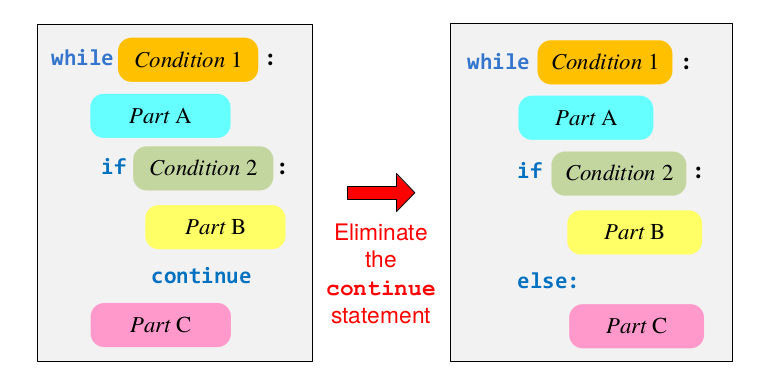 while Condition 1 :
Part A
if Condition 2 :
Part B
continue
Part C
Eliminate
the
continue
statement
while Condition 1 :
Part A
if Condition 2 :
Part B
else:
Part C